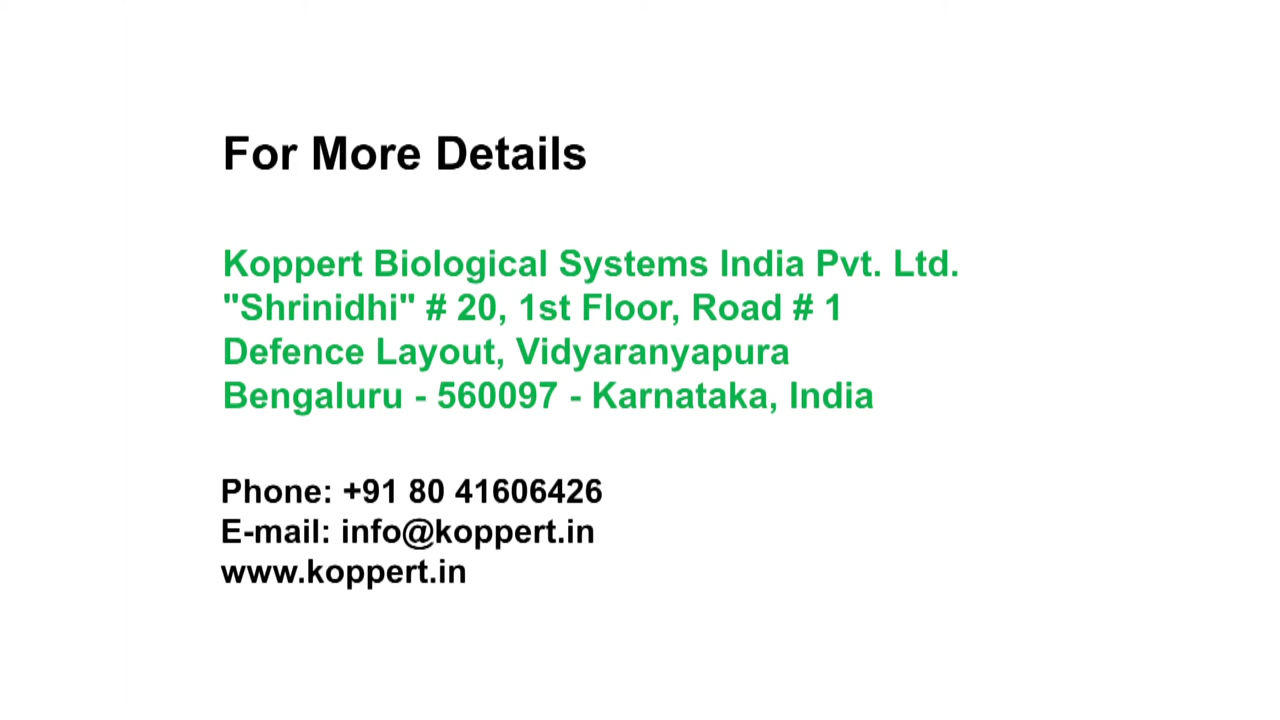 For More Details
Koppert Biological Systems India Pvt. Ltd.
"Shrinidhi" # 20, 1st Floor, Road # 1
Defence Layout, Vidyaranyapura
Bengaluru - 560097 - Karnataka, India
Phone: +91 80 41606426
E-mail: info@koppert.in
www.koppert.in